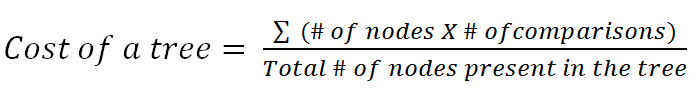 Cost of a tree = ∑ (# of nodes X # ofcomparisons) / Total # of nodes present in the tree